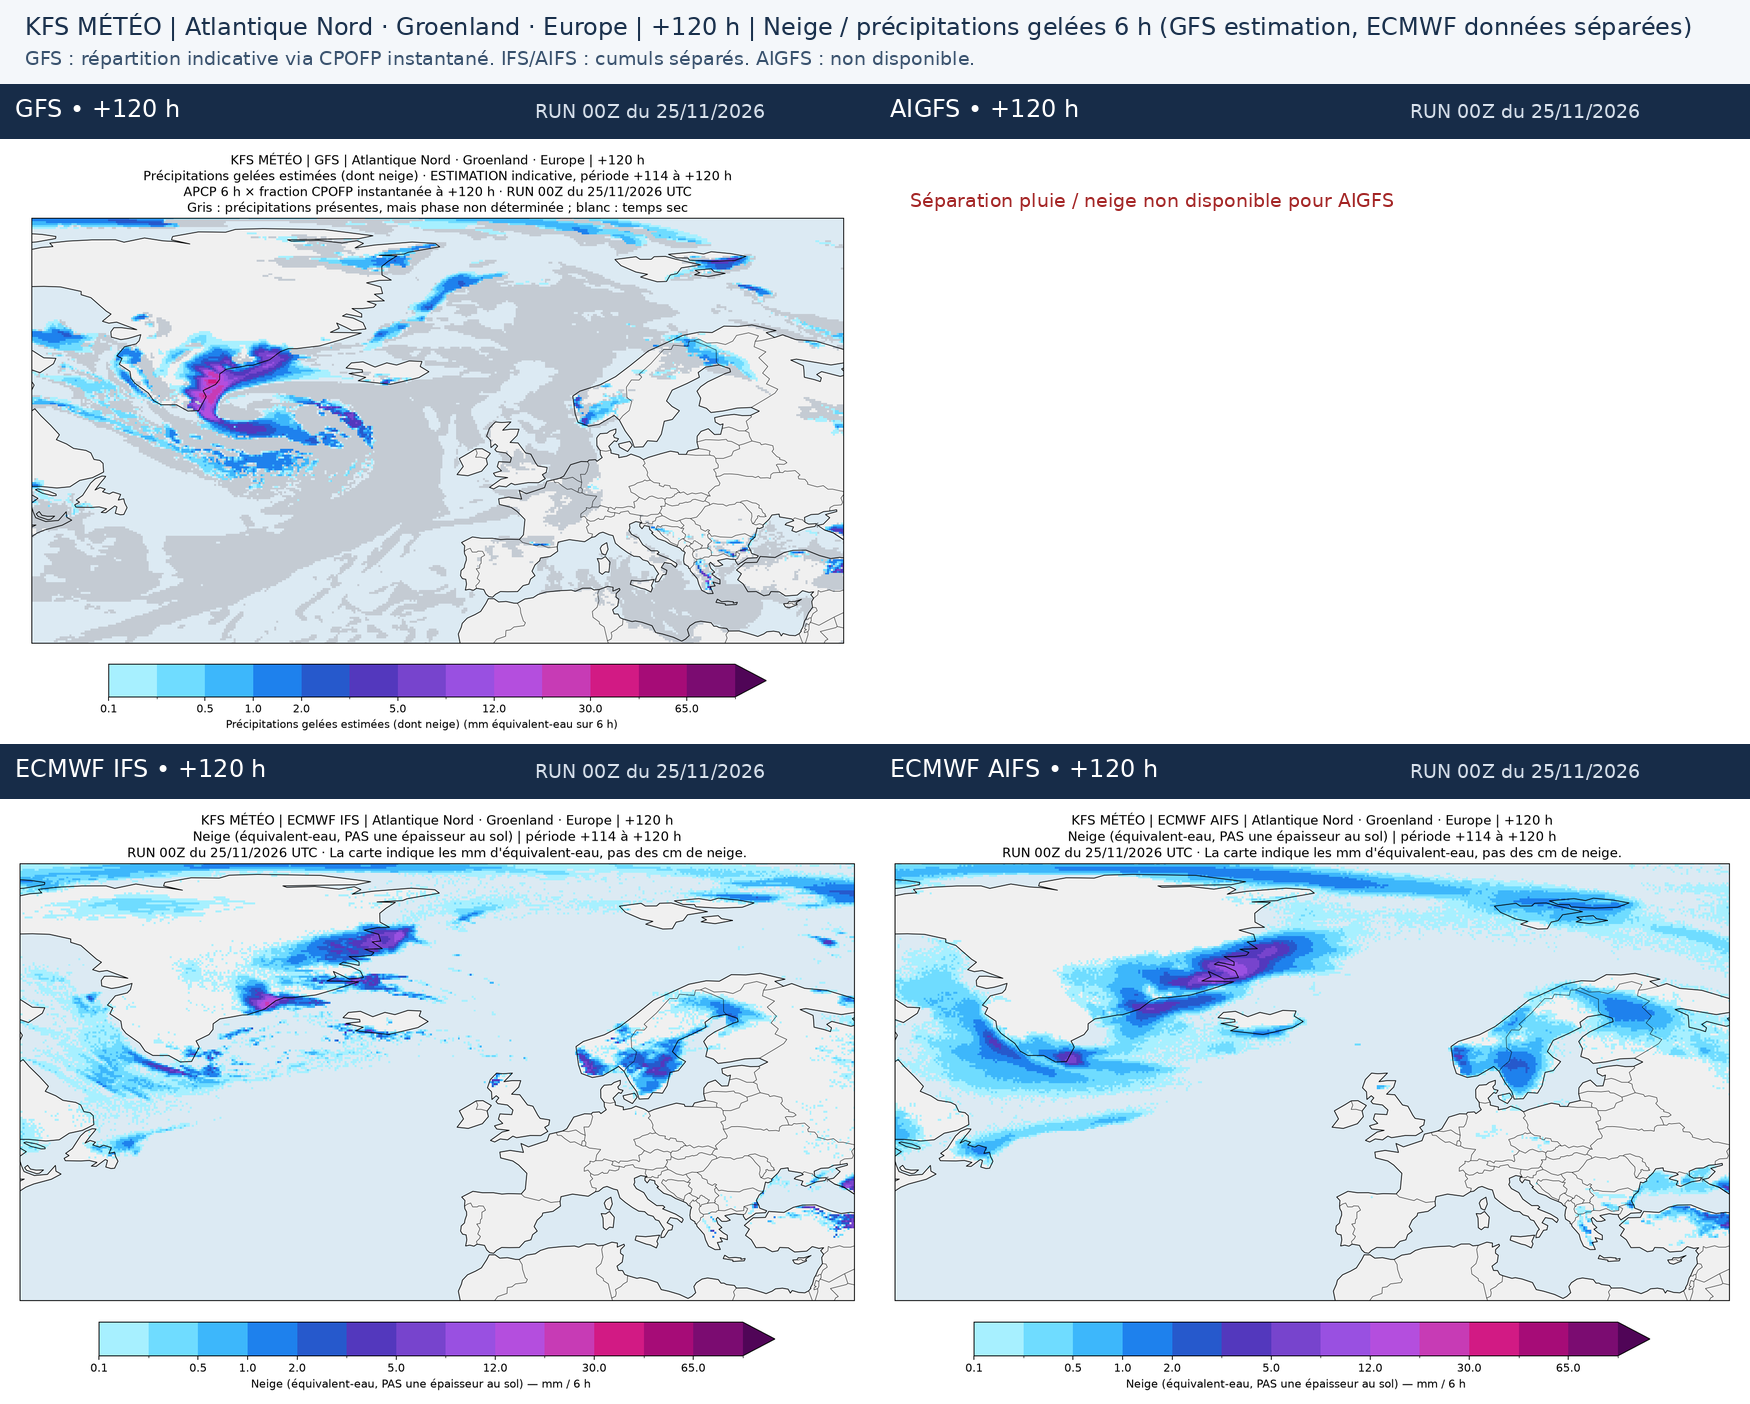 KFS MÉTÉO | Atlantique Nord · Groenland · Europe | +120 h | Neige / précipitations gelées 6 h (GFS estimation, ECMWF données séparées)
GFS : répartition indicative via CPOFP instantané. IFS/AIFS : cumuls séparés. AIGFS : non disponible.
GFS • +120 h RUN 00Z du 25/11/2026
AIGFS • +120 h RUN 00Z du 25/11/2026
KFS MÉTÉO | GFS | Atlantique Nord · Groenland · Europe | +120 h
Précipitations gelées estimées (dont neige) · ESTIMATION indicative, période +114 à +120 h
APCP 6 h × fraction CPOFP instantanée à +120 h · RUN 00Z du 25/11/2026 UTC
Gris : précipitations présentes, mais phase non déterminée ; blanc : temps sec
0.1 0.5 1.0 2.0 5.0 12.0 30.0 65.0
Précipitations gelées estimées (dont neige) (mm équivalent-eau sur 6 h)
Séparation pluie / neige non disponible pour AIGFS
ECMWF IFS • +120 h RUN 00Z du 25/11/2026
ECMWF AIFS • +120 h RUN 00Z du 25/11/2026
KFS MÉTÉO | ECMWF IFS | Atlantique Nord · Groenland · Europe | +120 h
Neige (équivalent-eau, PAS une épaisseur au sol) | période +114 à +120 h
RUN 00Z du 25/11/2026 UTC · La carte indique les mm d'équivalent-eau, pas des cm de neige.
0.1 0.5 1.0 2.0 5.0 12.0 30.0 65.0
Neige (équivalent-eau, PAS une épaisseur au sol) — mm / 6 h
KFS MÉTÉO | ECMWF AIFS | Atlantique Nord · Groenland · Europe | +120 h
Neige (équivalent-eau, PAS une épaisseur au sol) | période +114 à +120 h
RUN 00Z du 25/11/2026 UTC · La carte indique les mm d'équivalent-eau, pas des cm de neige.
0.1 0.5 1.0 2.0 5.0 12.0 30.0 65.0
Neige (équivalent-eau, PAS une épaisseur au sol) — mm / 6 h